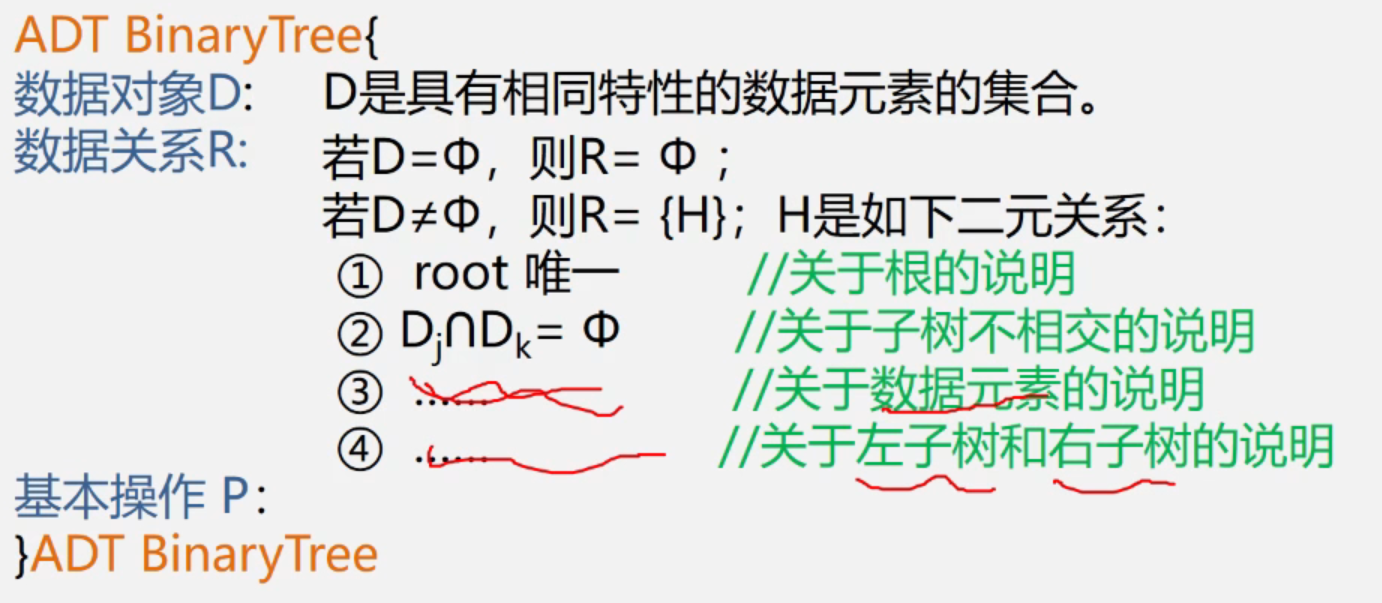 ADT BinaryTree{
数据对象D: D是具有相同特性的数据元素的集合。
数据关系R: 若D=Φ，则R= Φ ；
若D≠Φ，则R= {H}；H是如下二元关系：
① root 唯一 //关于根的说明
② Dj∩Dk= Φ //关于子树不相交的说明
③ ...... //关于数据元素的说明
④ ...... //关于左子树和右子树的说明
基本操作 P：
}ADT BinaryTree